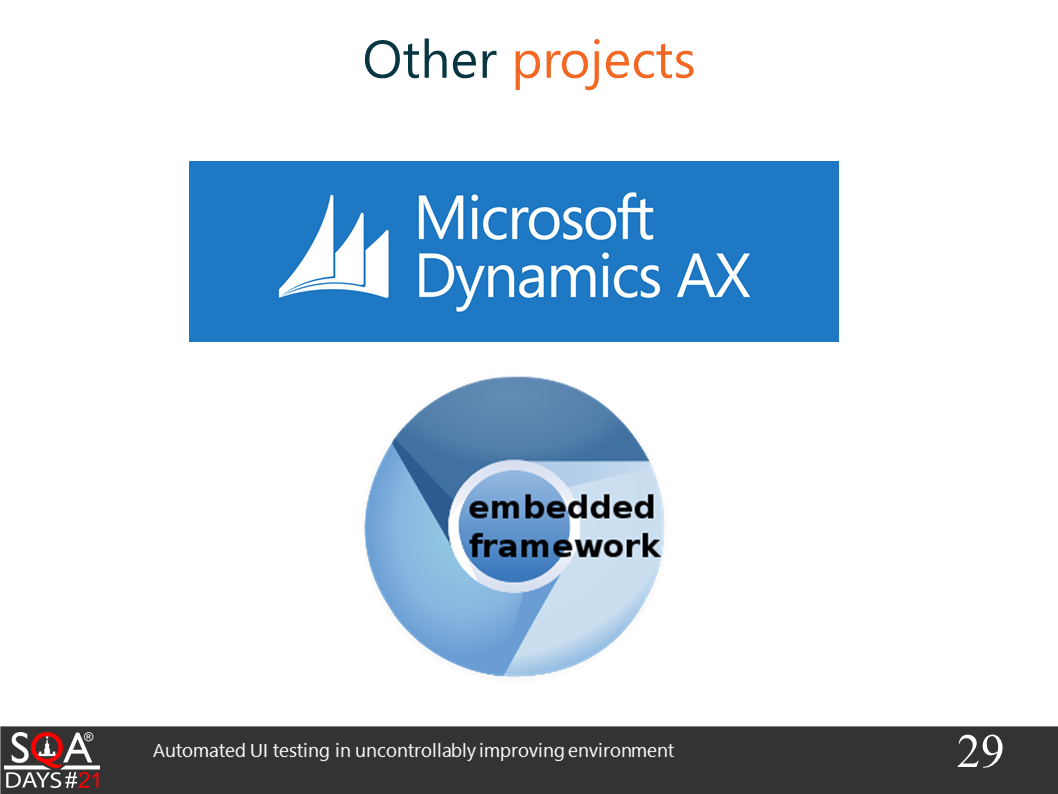 Other projects
Microsoft
Dynamics AX
embedded
framework
SQA®
DAYS#21
Automated UI testing in uncontrollably improving environment
29